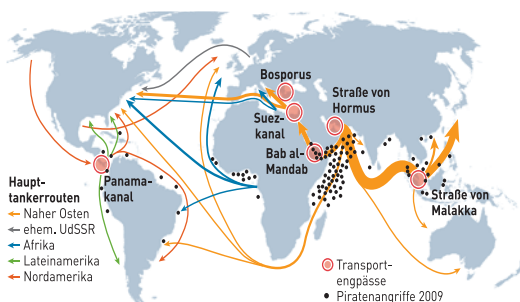 Bosporus
Straße von
Hormus
Suez-
kanal
Bab al-
Mandab
Panama-
kanal
Straße von
Malakka
Haupt-
tankerrouten
Naher Osten
ehem. UdSSR
Afrika
Lateinamerika
Nordamerika
Transport-
engpässe
Piratenangriffe 2009